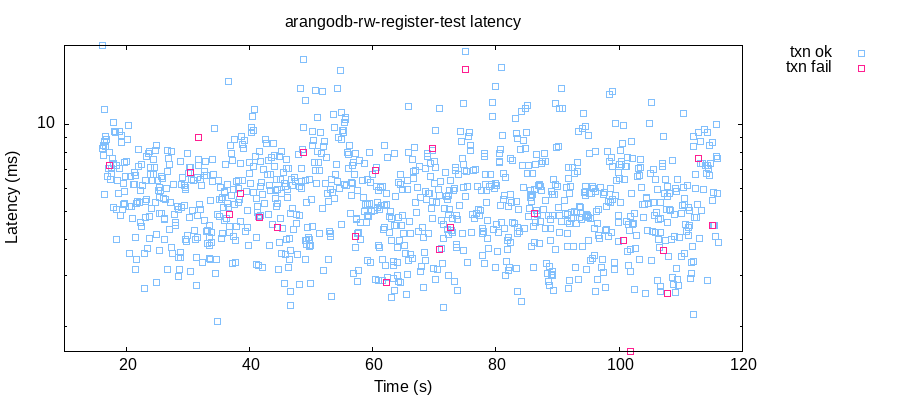 arangodb-rw-register-test latency
txn ok
txn fail
10
Latency (ms)
20 40 60 80 100 120
Time (s)